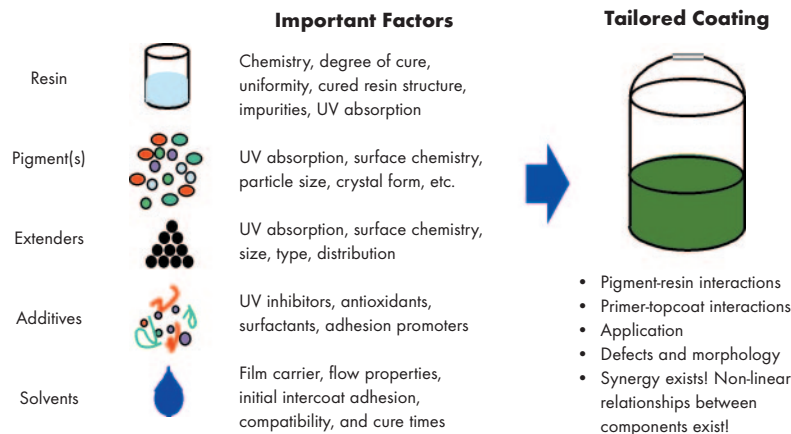 Important Factors
Tailored Coating
Resin
Chemistry, degree of cure,
uniformity, cured resin structure,
impurities, UV absorption
Pigment(s)
UV absorption, surface chemistry,
particle size, crystal form, etc.
Extenders
UV absorption, surface chemistry,
size, type, distribution
Additives
UV inhibitors, antioxidants,
surfactants, adhesion promoters
Solvents
Film carrier, flow properties,
initial intercoat adhesion,
compatibility, and cure times
• Pigment-resin interactions
• Primer-topcoat interactions
• Application
• Defects and morphology
• Synergy exists! Non-linear
relationships between
components exist!